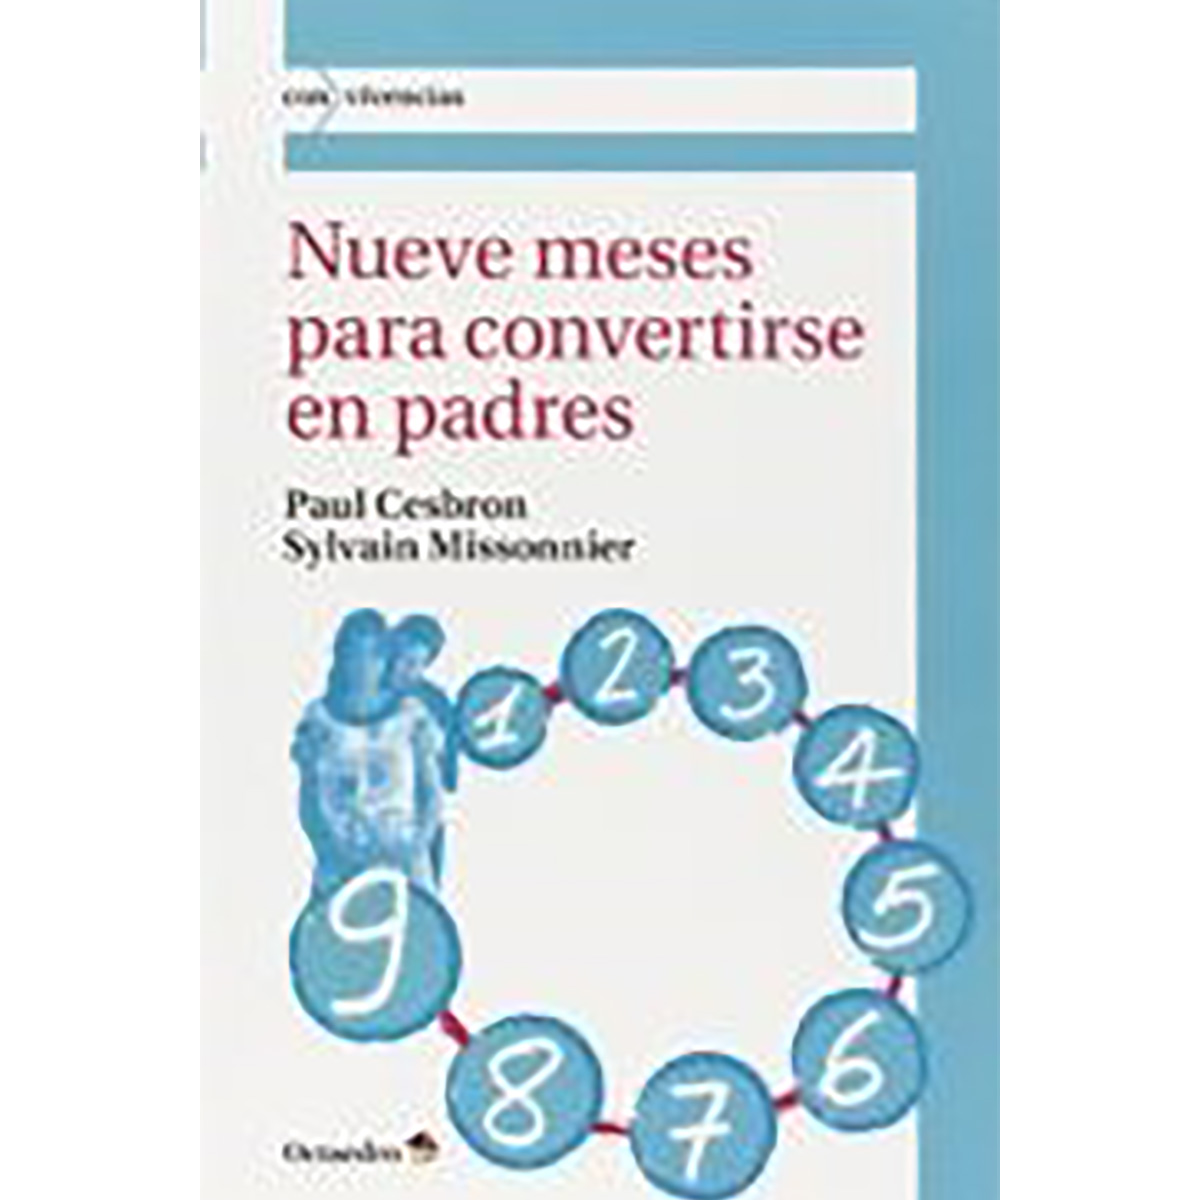 con vivencias
Nueve meses
para convertirse
en padres
Paul Cesbron
Sylvain Missonnier
1
2
3
4
5
6
7
8
9
Octaedro